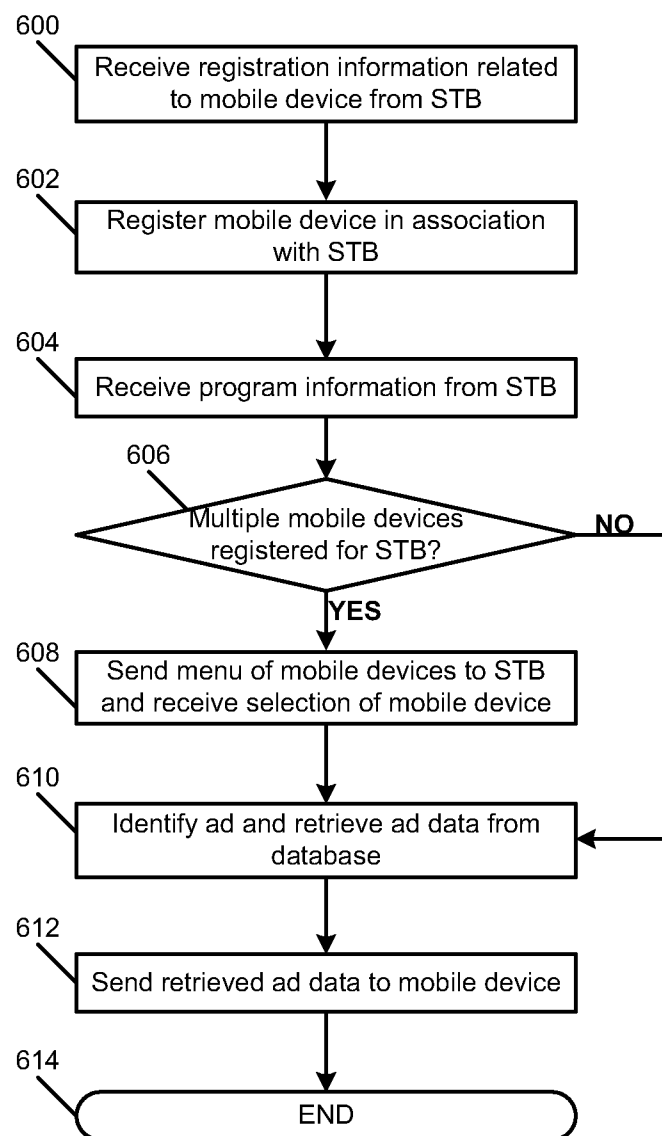 600
Receive registration information related
to mobile device from STB
602
Register mobile device in association
with STB
604
Receive program information from STB
606
Multiple mobile devices
registered for STB?
NO
YES
608
Send menu of mobile devices to STB
and receive selection of mobile device
610
Identify ad and retrieve ad data from
database
612
Send retrieved ad data to mobile device
614
END